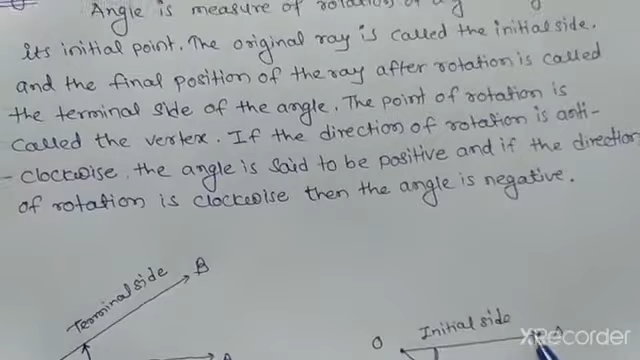 Angle is measure of rotation of a
its initial point. The original ray is called the initial side.
and the final position of the ray after rotation is called
the terminal side of the angle. The point of rotation is
called the vertex. If the direction of rotation is anti-
- clockwise, the angle is said to be positive and if the direction
of rotation is clockwise then the angle is negative.
Terminal side B
A
O Initial side A
XRecorder